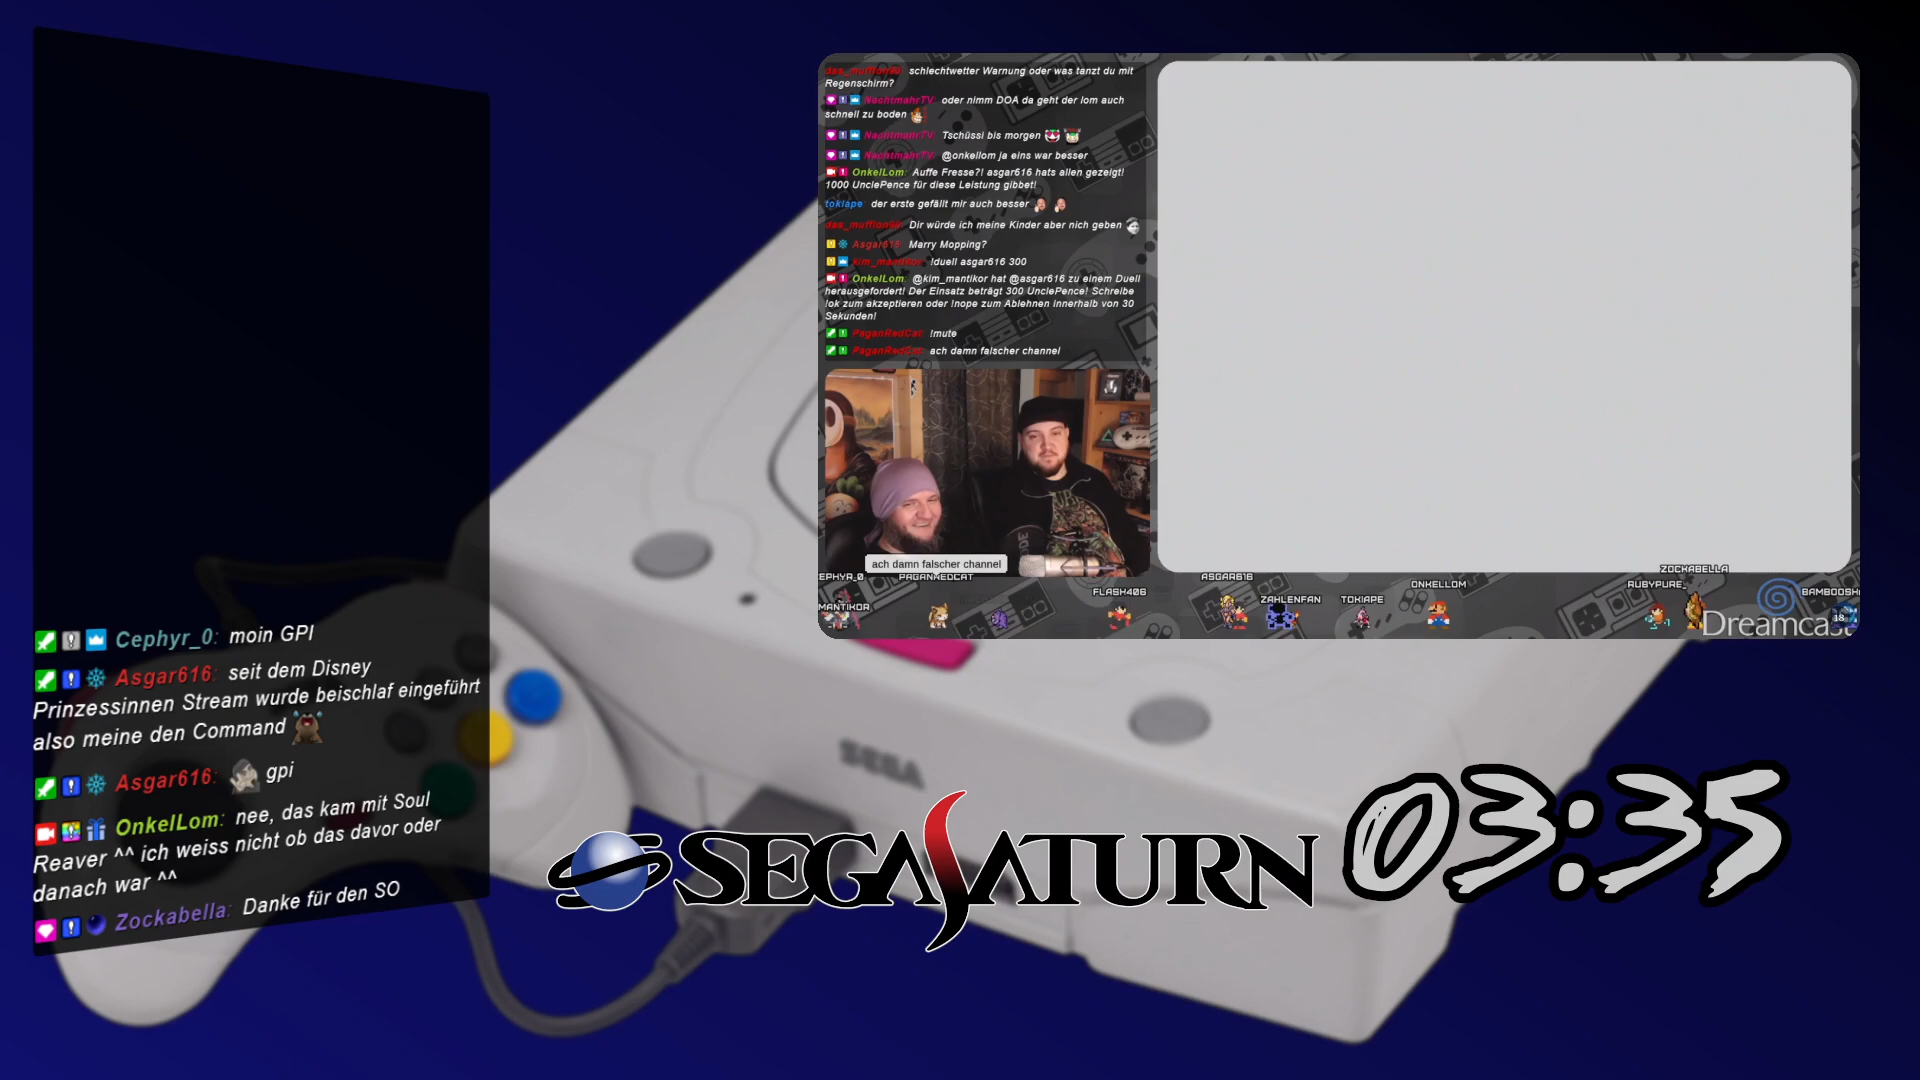 das_mufflon90: schlechtwetter Warnung oder was tanzt du mit
Regenschirm?
NachtmahrTV: oder nimm DOA da geht der lom auch
schnell zu boden
NachtmahrTV: Tschüssi bis morgen
NachtmahrTV: @onkellom ja eins war besser
OnkelLom: Auffe Fresse?! asgar616 hats allen gezeigt!
1000 UnclePence für diese Leistung gibbet!
tokiape: der erste gefällt mir auch besser
das_mufflon90: Dir würde ich meine Kinder aber nich geben
Asgar616: Marry Mopping?
kim_mantikor: !duell asgar616 300
OnkelLom: @kim_mantikor hat @asgar616 zu einem Duell
herausgefordert! Der Einsatz beträgt 300 UnclePence! Schreibe
!ok zum akzeptieren oder !nope zum Ablehnen innerhalb von 30
Sekunden!
PaganRedCat: !mute
PaganRedCat: ach damn falscher channel
ach damn falscher channel
EPHYR_0
PAGANREDCAT
MANTIKOR
FLASH406
ASGAR616
ZAHLENFAN
TOKIAPE
ONKELLOM
RUBYPURE_
ZOCKABELLA
BAMBOOSH
Dreamcast
18
Cephyr_0: moin GPI
Asgar616: seit dem Disney
Prinzessinnen Stream wurde beischlaf eingeführt
also meine den Command
Asgar616: gpi
OnkelLom: nee, das kam mit Soul
Reaver ^^ ich weiss nicht ob das davor oder
danach war ^^
Zockabella: Danke für den SO
SEGA
SEGA SATURN
03:35